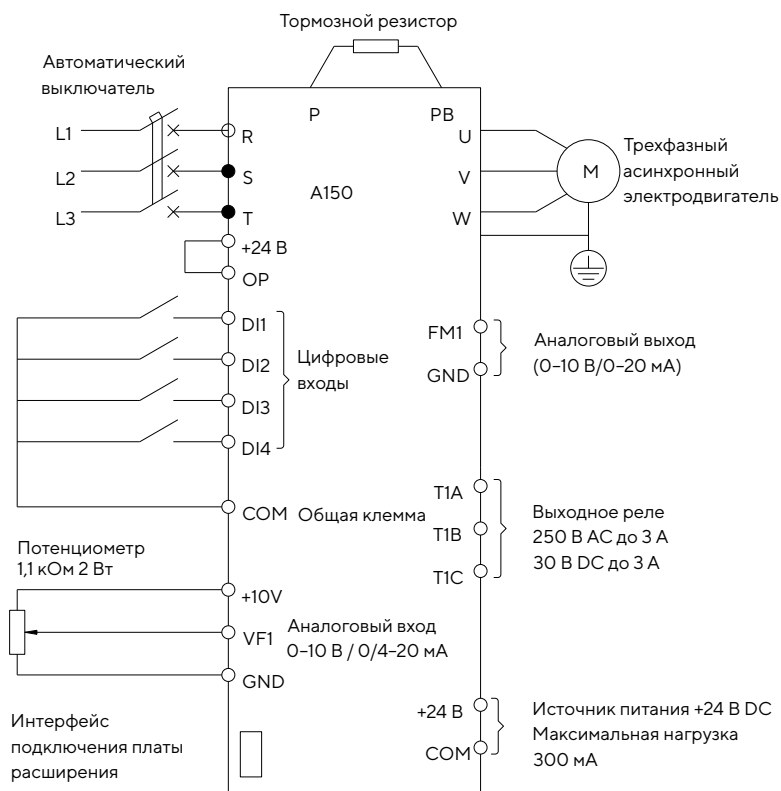 Тормозной резистор
Автоматический
выключатель
P
PB
L1
R
U
L2
S
V
L3
T
W
A150
M
Трехфазный
асинхронный
электродвигатель
+24 В
OP
DI1
DI2
DI3
DI4
Цифровые
входы
COM
Общая клемма
FM1
GND
Аналоговый выход
(0–10 В/0–20 мА)
T1A
T1B
T1C
Выходное реле
250 В AC до 3 А
30 В DC до 3 А
Потенциометр
1,1 кОм 2 Вт
+10V
VF1
GND
Аналоговый вход
0–10 В / 0/4–20 мА
+24 В
COM
Источник питания +24 В DC
Максимальная нагрузка
300 мА
Интерфейс
подключения платы
расширения